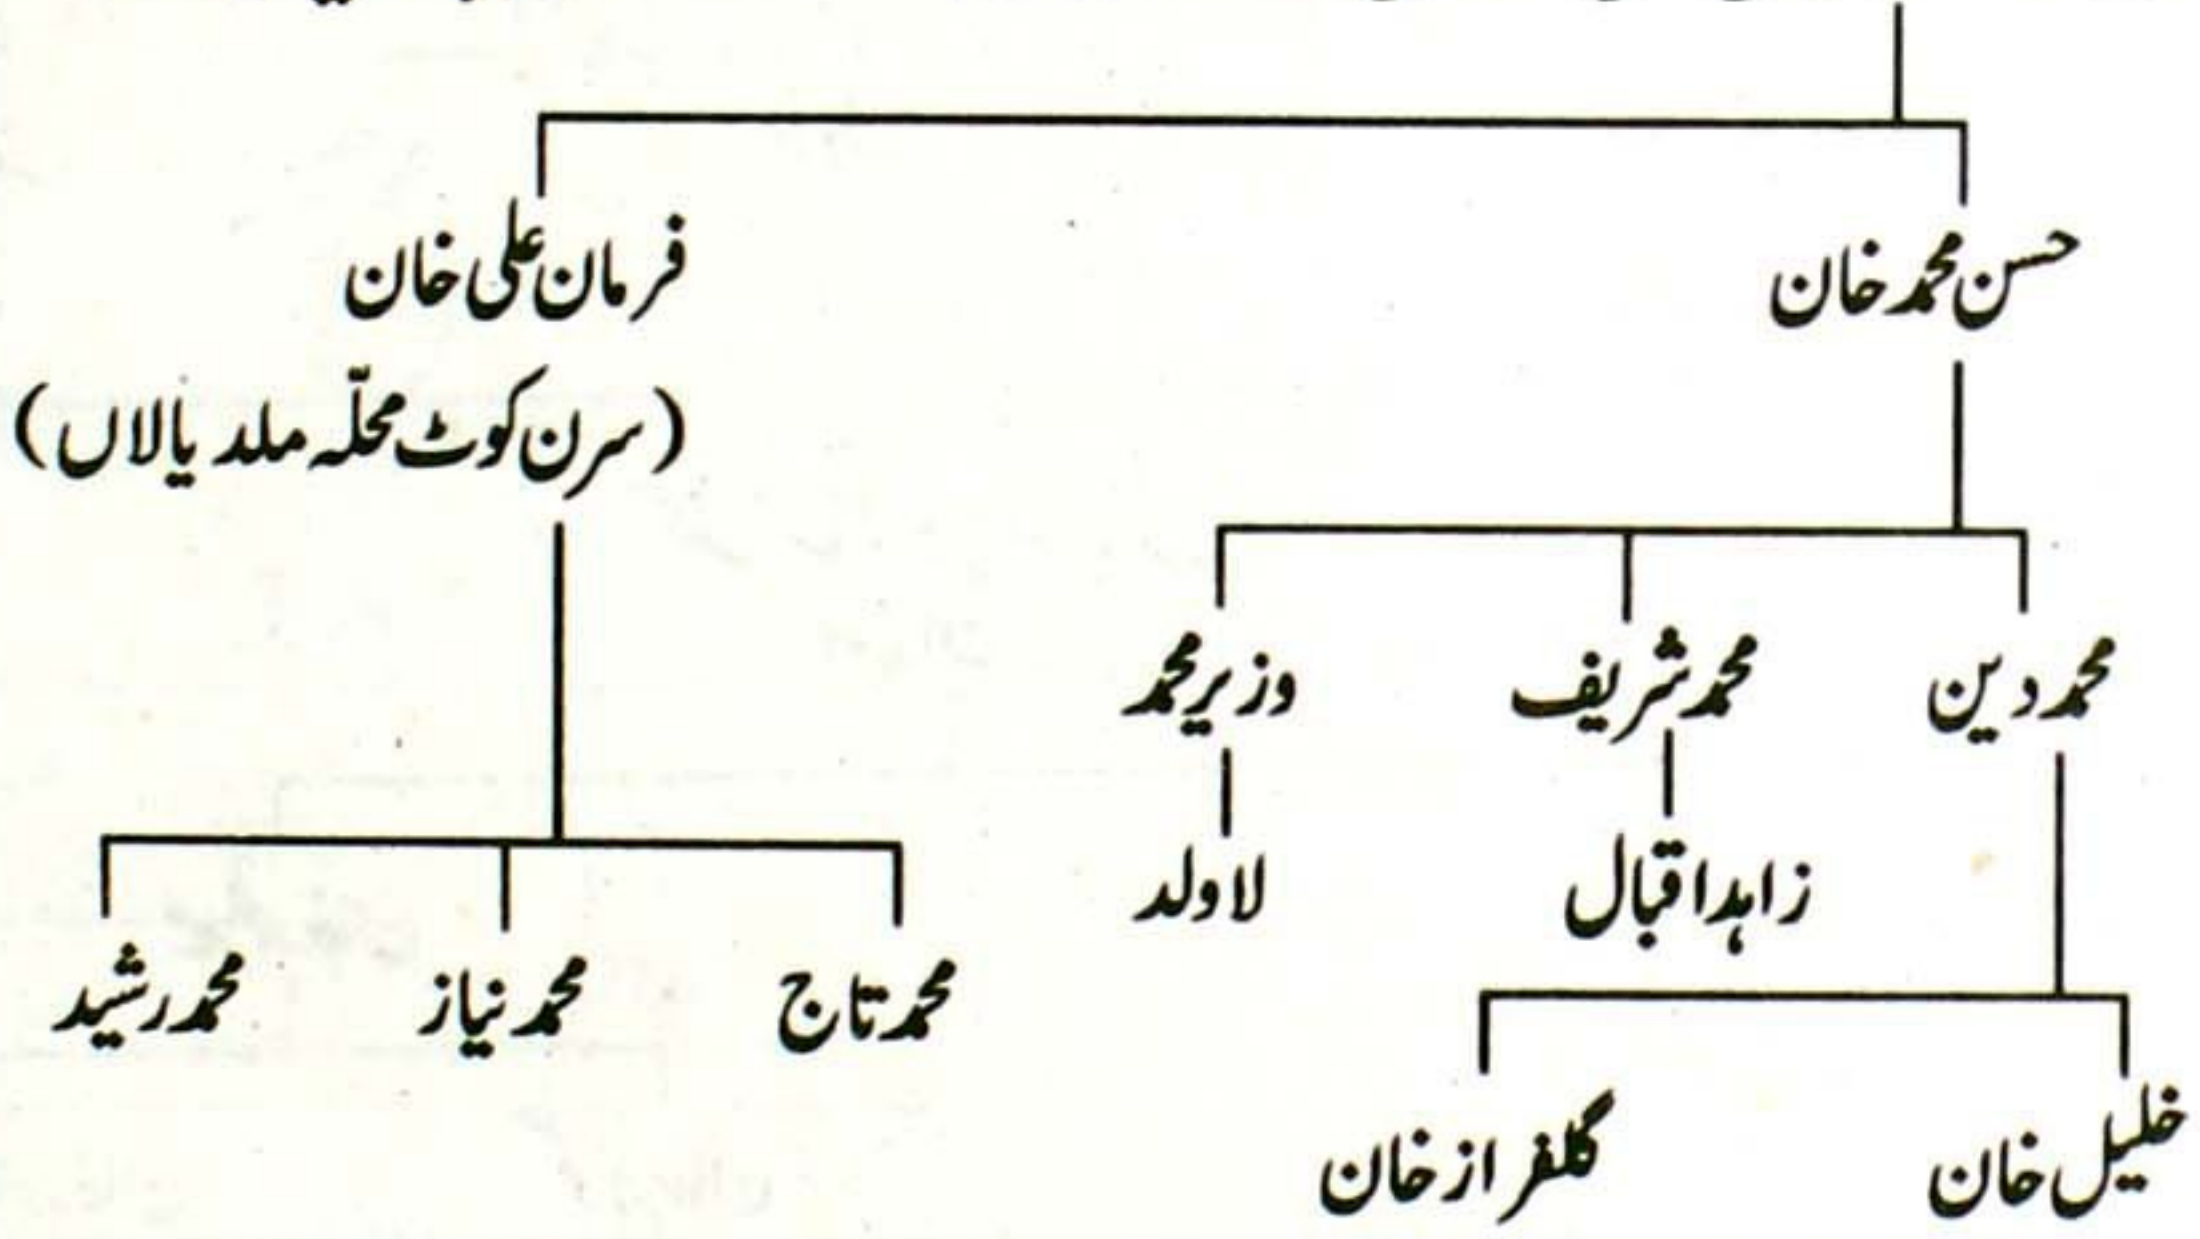 حسن محمد خان
فرمان علی خان
(سرن کوٹ محلّہ ملدیالاں)
محمد دین
محمد شریف
وزیر محمد
زاہد اقبال
لاولد
محمد تاج
محمد نیاز
محمد رشید
خلیل خان
گلفراز خان